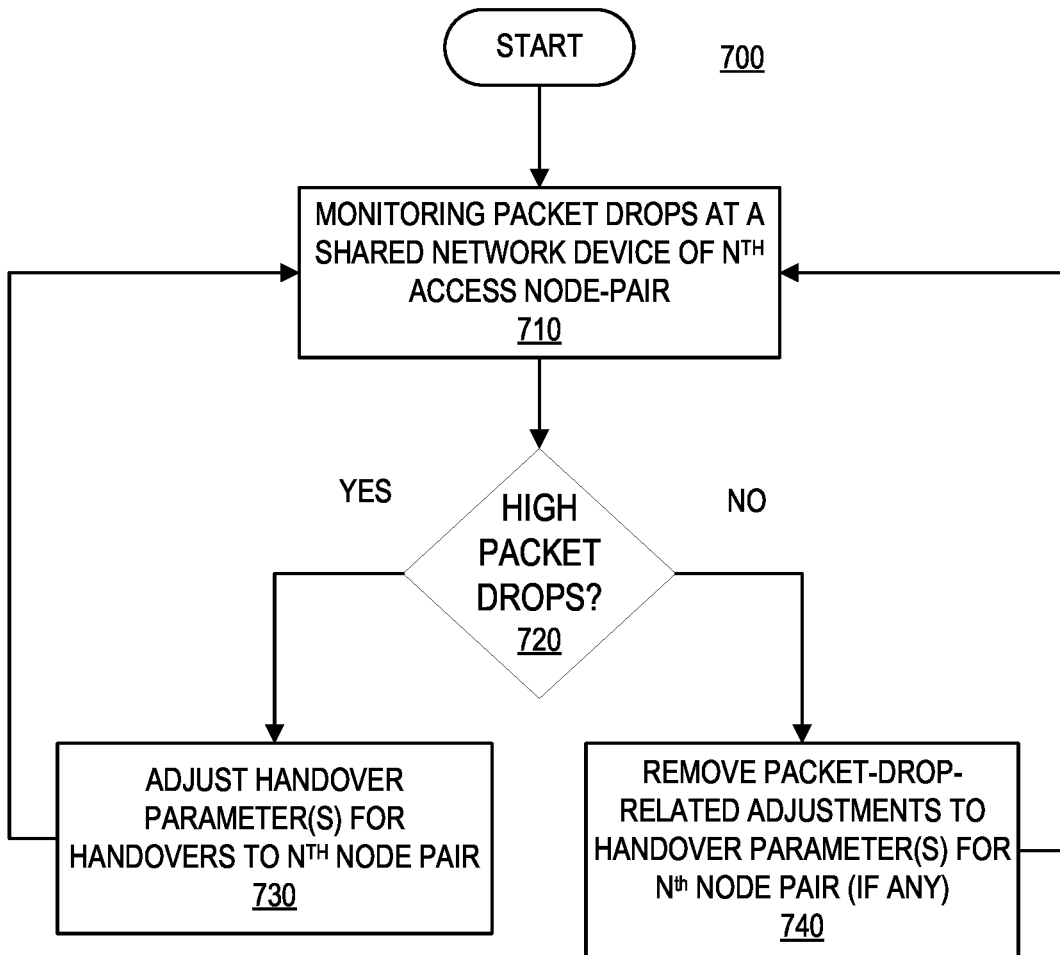 START
700
MONITORING PACKET DROPS AT A
SHARED NETWORK DEVICE OF NTH
ACCESS NODE-PAIR
710
YES
NO
HIGH
PACKET
DROPS?
720
ADJUST HANDOVER
PARAMETER(S) FOR
HANDOVERS TO NTH NODE PAIR
730
REMOVE PACKET-DROP-
RELATED ADJUSTMENTS TO
HANDOVER PARAMETER(S) FOR
Nth NODE PAIR (IF ANY)
740